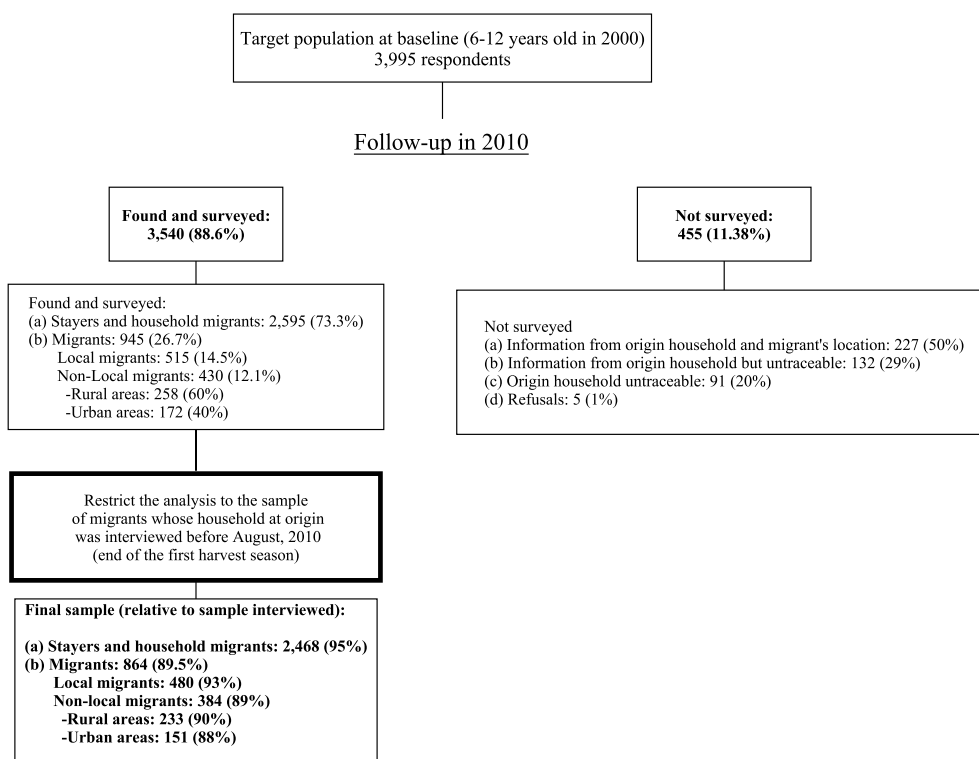 Target population at baseline (6-12 years old in 2000)
3,995 respondents
Follow-up in 2010
Found and surveyed:
3,540 (88.6%)
Found and surveyed:
(a) Stayers and household migrants: 2,595 (73.3%)
(b) Migrants: 945 (26.7%)
Local migrants: 515 (14.5%)
Non-Local migrants: 430 (12.1%)
-Rural areas: 258 (60%)
-Urban areas: 172 (40%)
Restrict the analysis to the sample
of migrants whose household at origin
was interviewed before August, 2010
(end of the first harvest season)
Final sample (relative to sample interviewed):
(a) Stayers and household migrants: 2,468 (95%)
(b) Migrants: 864 (89.5%)
Local migrants: 480 (93%)
Non-local migrants: 384 (89%)
-Rural areas: 233 (90%)
-Urban areas: 151 (88%)
Not surveyed:
455 (11.38%)
Not surveyed
(a) Information from origin household and migrant's location: 227 (50%)
(b) Information from origin household but untraceable: 132 (29%)
(c) Origin household untraceable: 91 (20%)
(d) Refusals: 5 (1%)